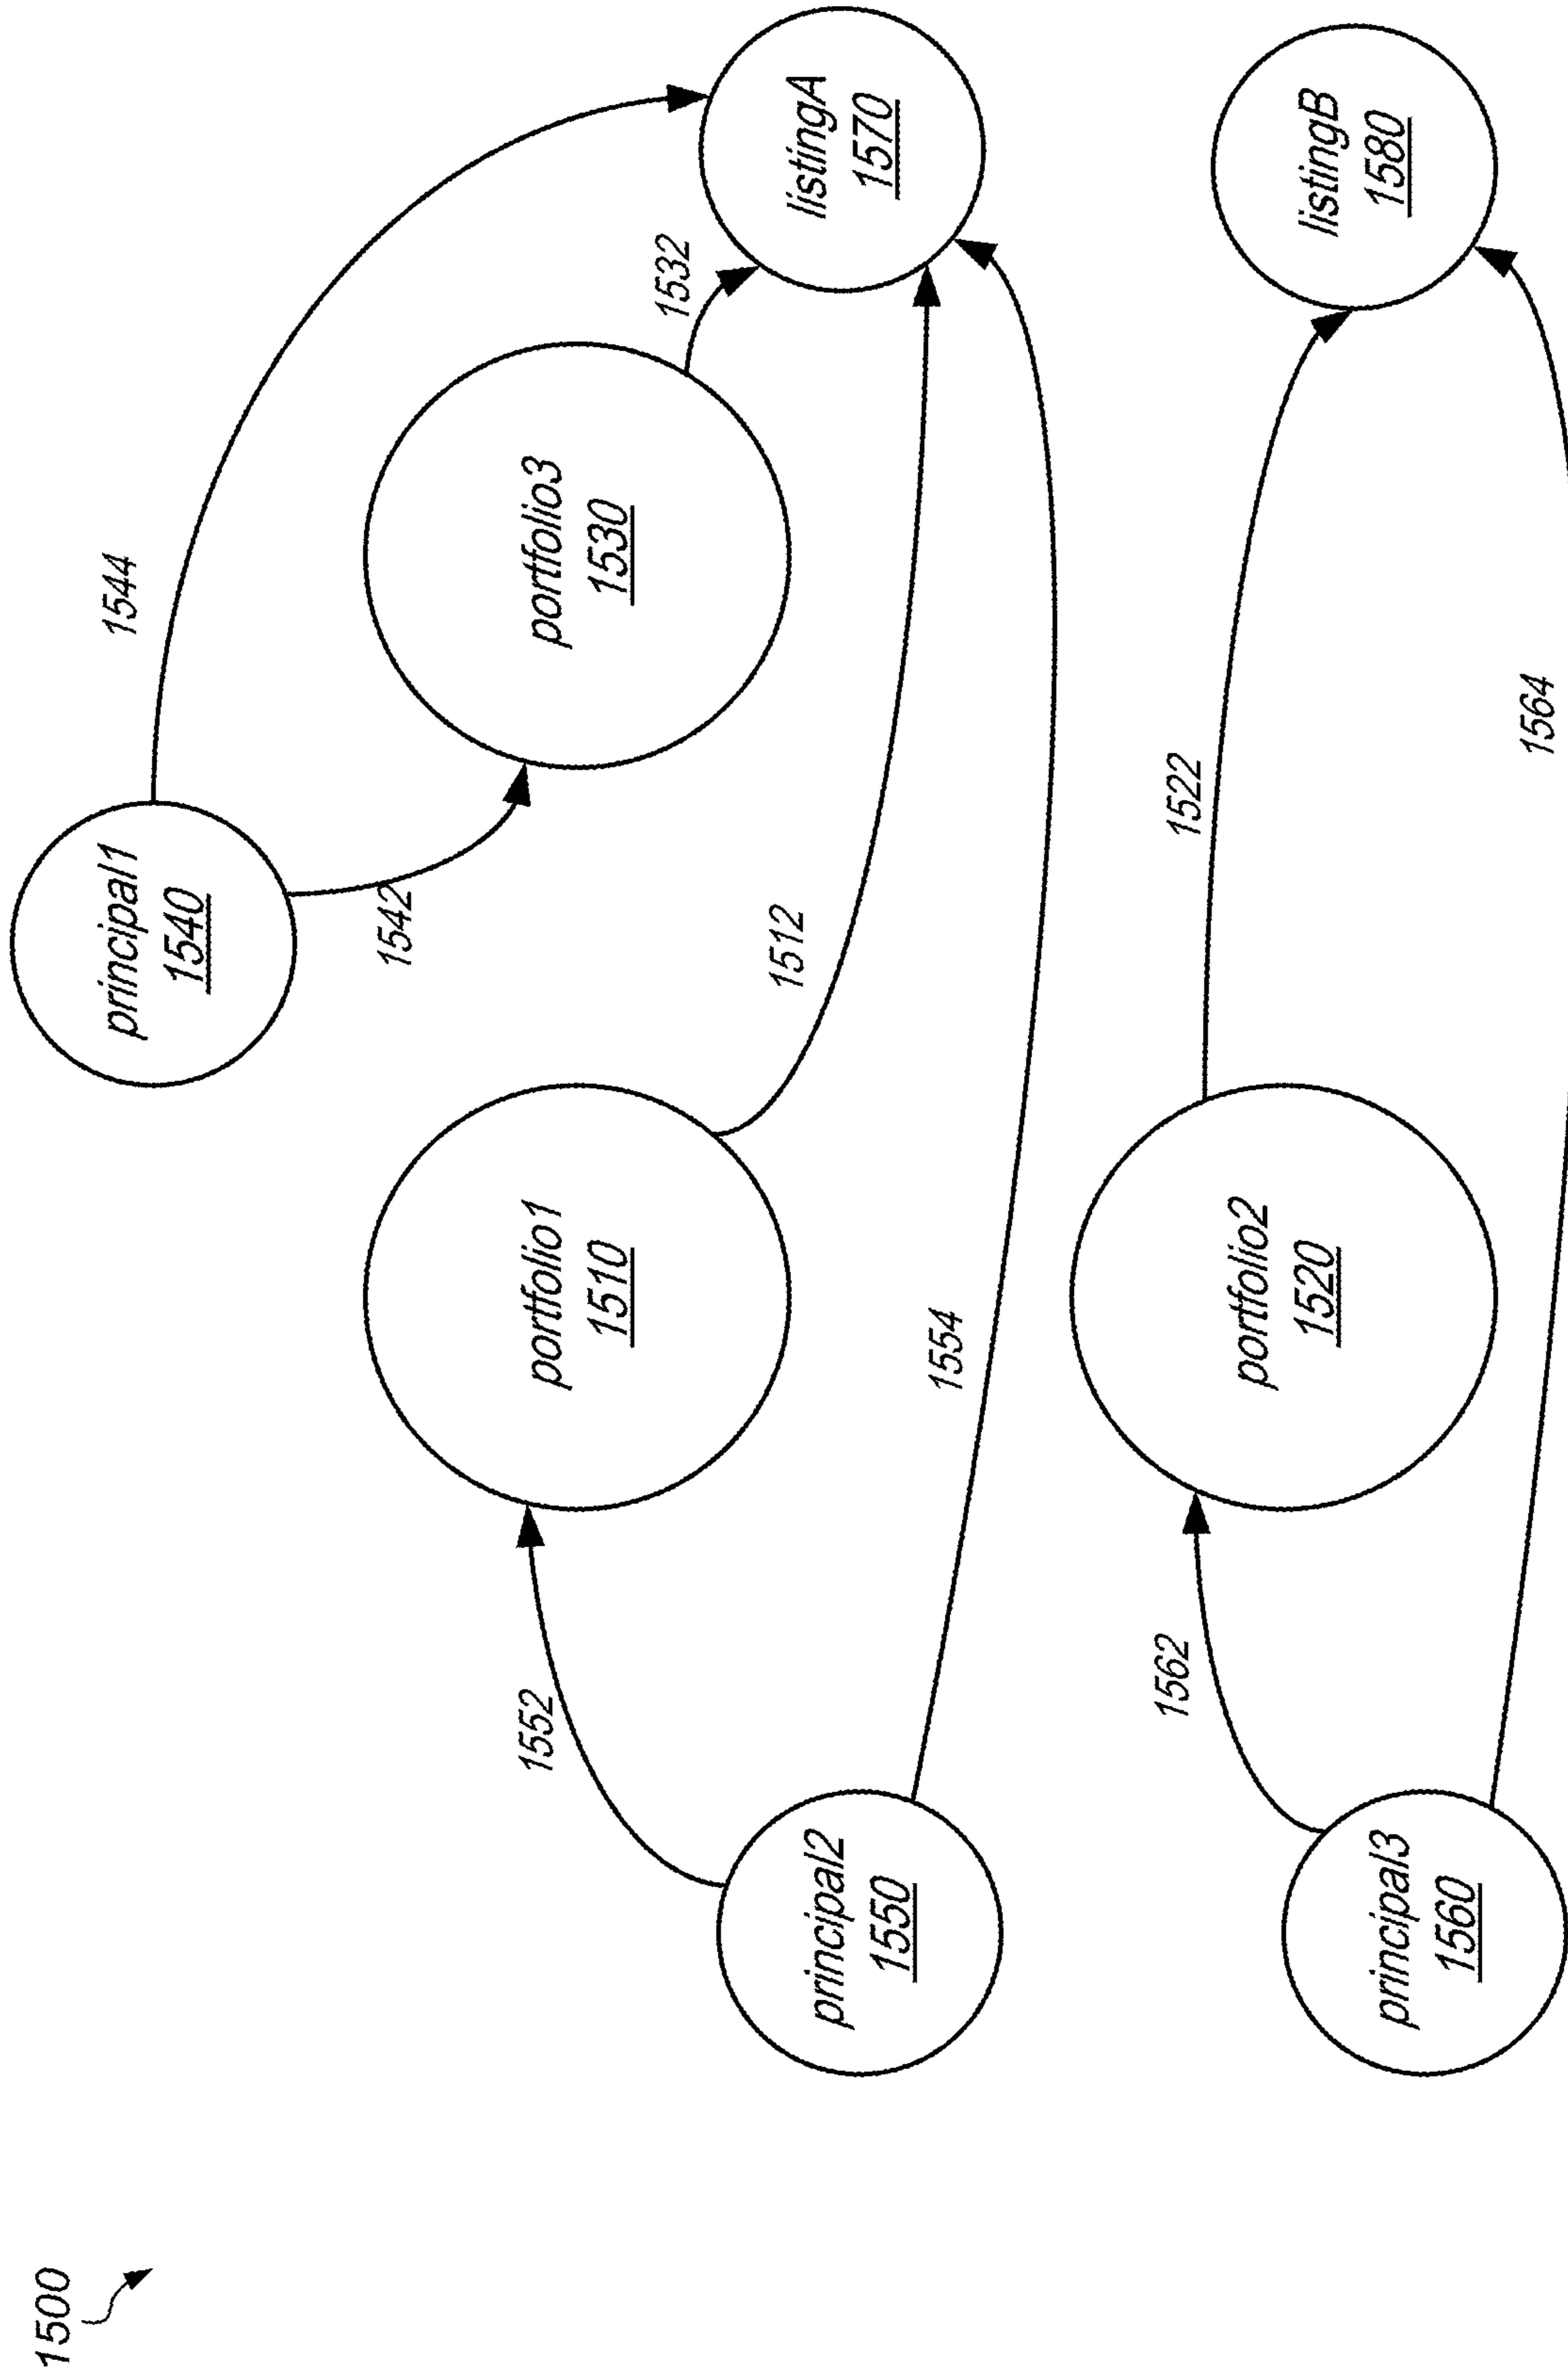 1500
principal1
1540
1544
1542
portfolio3
1530
1532
listingA
1570
portfolio1
1510
1512
1552
principal2
1550
1554
portfolio2
1520
1522
listingB
1580
1562
principal3
1560
1564